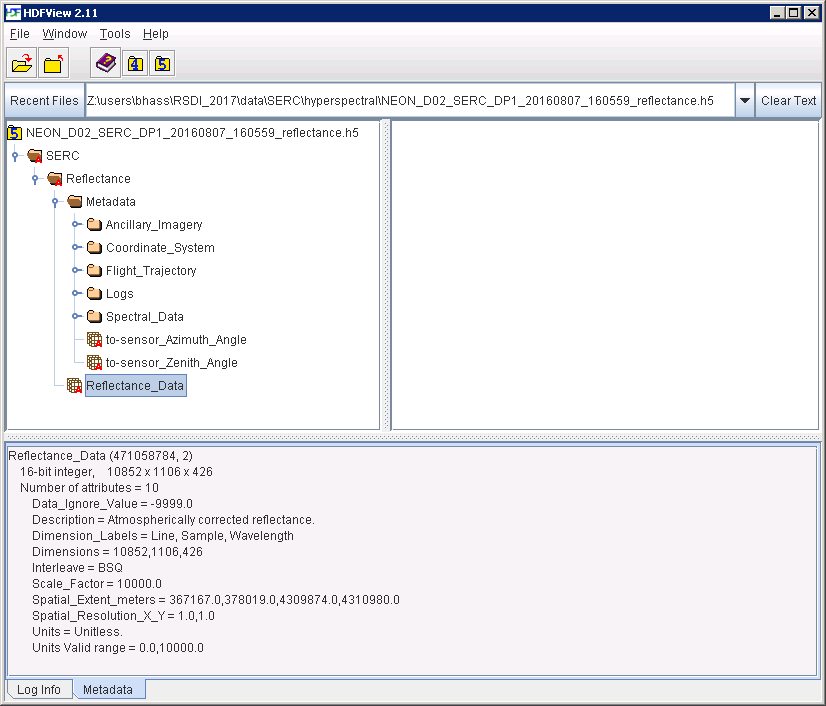 HDFView 2.11
File Window Tools Help
4 5
Recent Files Z:\users\bhass\RSDI_2017\data\SERC\hyperspectral\NEON_D02_SERC_DP1_20160807_160559_reflectance.h5 Clear Text
5 NEON_D02_SERC_DP1_20160807_160559_reflectance.h5
SERC
Reflectance
Metadata
Ancillary_Imagery
Coordinate_System
Flight_Trajectory
Logs
Spectral_Data
to-sensor_Azimuth_Angle
to-sensor_Zenith_Angle
Reflectance_Data
Reflectance_Data (471058784, 2)
16-bit integer, 10852 x 1106 x 426
Number of attributes = 10
Data_Ignore_Value = -9999.0
Description = Atmospherically corrected reflectance.
Dimension_Labels = Line, Sample, Wavelength
Dimensions = 10852,1106,426
Interleave = BSQ
Scale_Factor = 10000.0
Spatial_Extent_meters = 367167.0,378019.0,4309874.0,4310980.0
Spatial_Resolution_X_Y = 1.0,1.0
Units = Unitless.
Units Valid range = 0.0,10000.0
Log Info Metadata